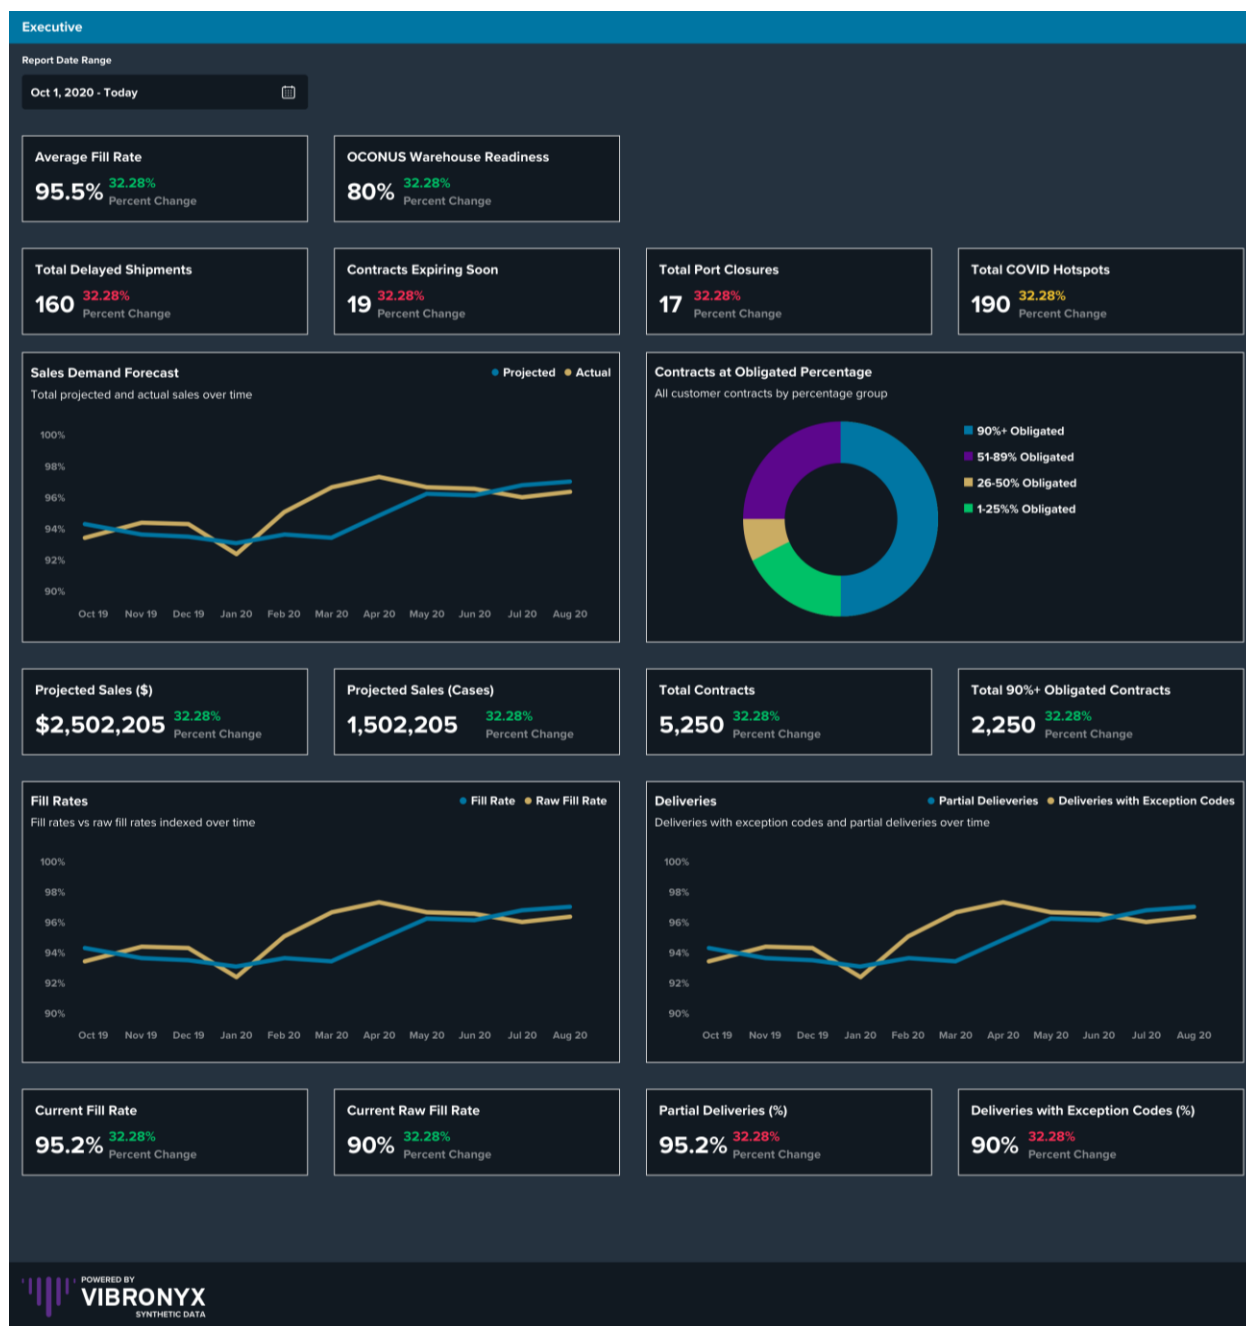 Executive
Report Date Range
Oct 1, 2020 - Today
Average Fill Rate
95.5% 32.28%
Percent Change
OCONUS Warehouse Readiness
80% 32.28%
Percent Change
Total Delayed Shipments
160 32.28%
Percent Change
Contracts Expiring Soon
19 32.28%
Percent Change
Total Port Closures
17 32.28%
Percent Change
Total COVID Hotspots
190 32.28%
Percent Change
Sales Demand Forecast
Projected Actual
Total projected and actual sales over time
100%
98%
96%
94%
92%
90%
Oct 19 Nov 19 Dec 19 Jan 20 Feb 20 Mar 20 Apr 20 May 20 Jun 20 Jul 20 Aug 20
Contracts at Obligated Percentage
All customer contracts by percentage group
90%+ Obligated
51-89% Obligated
26-50% Obligated
1-25%% Obligated
Projected Sales ($)
$2,502,205 32.28%
Percent Change
Projected Sales (Cases)
1,502,205 32.28%
Percent Change
Total Contracts
5,250 32.28%
Percent Change
Total 90%+ Obligated Contracts
2,250 32.28%
Percent Change
Fill Rates
Fill Rate Raw Fill Rate
Fill rates vs raw fill rates indexed over time
100%
98%
96%
94%
92%
90%
Oct 19 Nov 19 Dec 19 Jan 20 Feb 20 Mar 20 Apr 20 May 20 Jun 20 Jul 20 Aug 20
Deliveries
Partial Delieveries Deliveries with Exception Codes
Deliveries with exception codes and partial deliveries over time
100%
98%
96%
94%
92%
90%
Oct 19 Nov 19 Dec 19 Jan 20 Feb 20 Mar 20 Apr 20 May 20 Jun 20 Jul 20 Aug 20
Current Fill Rate
95.2% 32.28%
Percent Change
Current Raw Fill Rate
90% 32.28%
Percent Change
Partial Deliveries (%)
95.2% 32.28%
Percent Change
Deliveries with Exception Codes (%)
90% 32.28%
Percent Change
POWERED BY
VIBRONYX
SYNTHETIC DATA